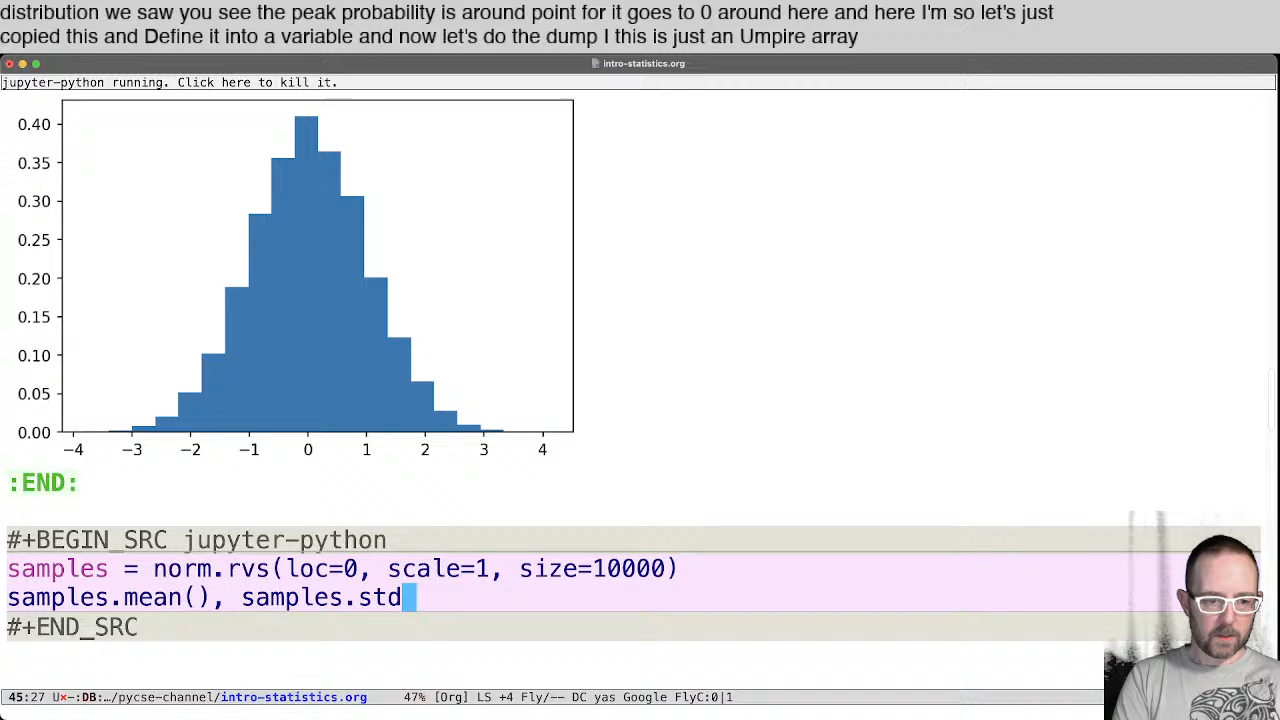 distribution we saw you see the peak probability is around point for it goes to 0 around here and here I'm so let's just
copied this and Define it into a variable and now let's do the dump I this is just an Umpire array
intro-statistics.org
jupyter-python running. Click here to kill it.
0.40
0.35
0.30
0.25
0.20
0.15
0.10
0.05
0.00
−4 −3 −2 −1 0 1 2 3 4
:END:
#+BEGIN_SRC jupyter-python
samples = norm.rvs(loc=0, scale=1, size=10000)
samples.mean(), samples.std
#+END_SRC
45:27 U×-:DB:…/pycse-channel/intro-statistics.org 47% [Org] LS +4 Fly/-- DC yas Google FlyC:0|1